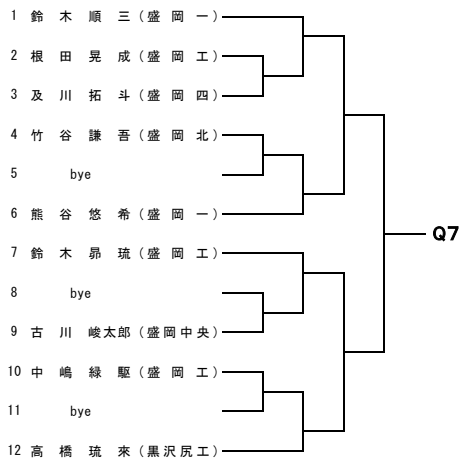 1 鈴木順三(盛岡一)
2 根田晃成(盛岡工)
3 及川拓斗(盛岡四)
4 竹谷謙吾(盛岡北)
5 bye
6 熊谷悠希(盛岡一)
Q7
7 鈴木昴琉(盛岡工)
8 bye
9 古川峻太郎(盛岡中央)
10 中嶋緑駆(盛岡工)
11 bye
12 高橋琉來(黒沢尻工)